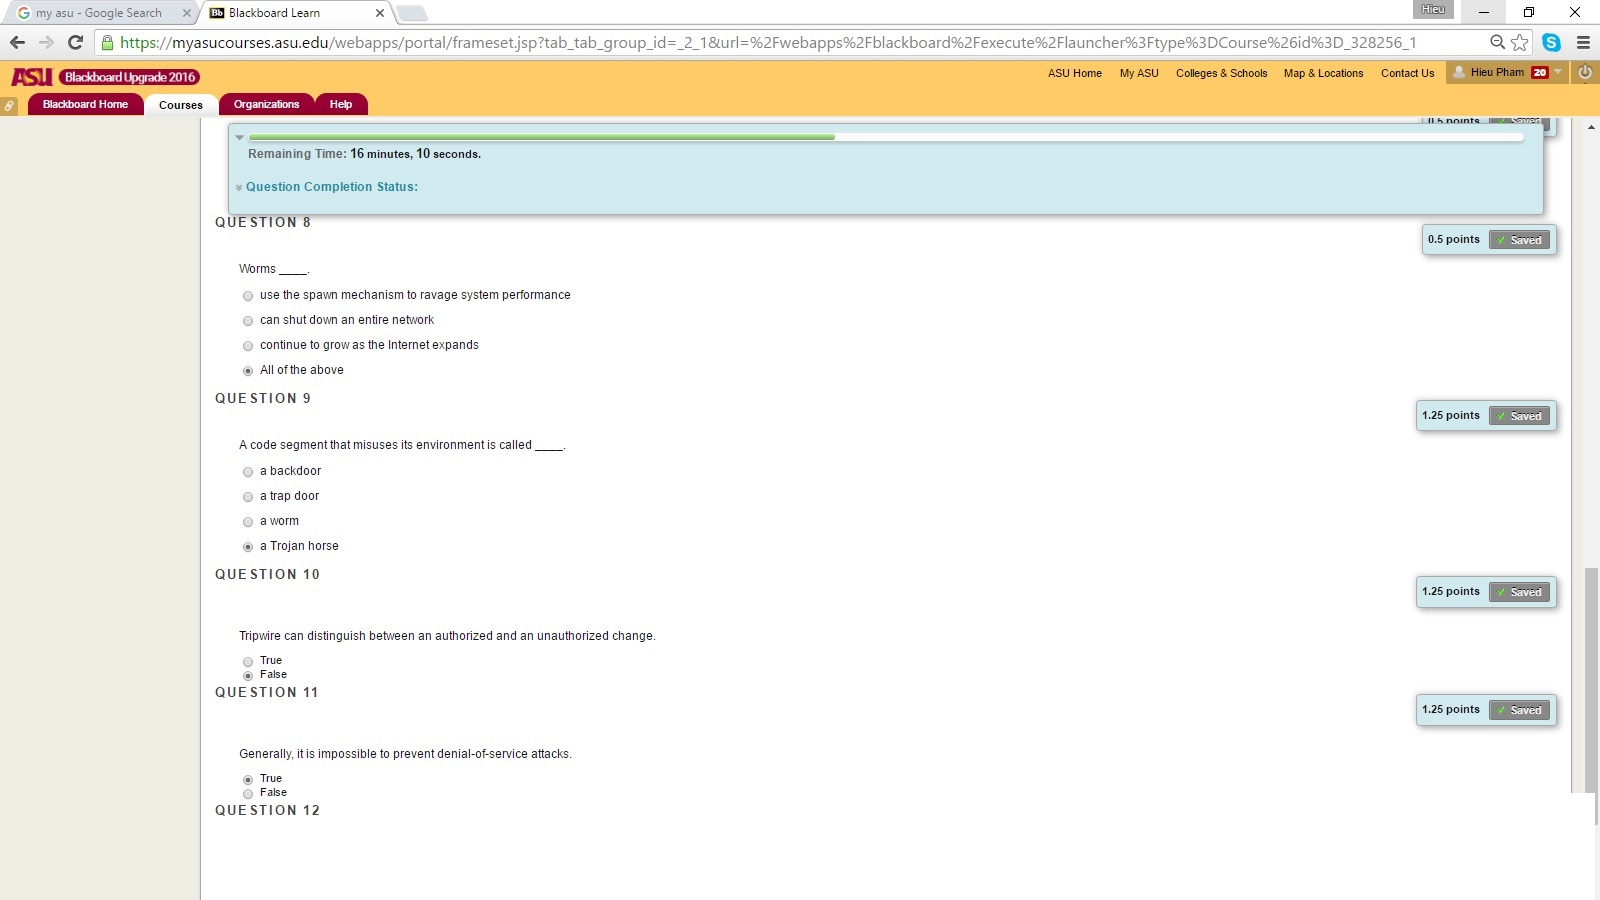 my asu - Google Search
Blackboard Learn
Hieu
https://myasucourses.asu.edu/webapps/portal/frameset.jsp?tab_tab_group_id=_2_1&url=%2Fwebapps%2Fblackboard%2Fexecute%2Flauncher%3Ftype%3DCourse%26id%3D_328256_1
ASU Blackboard Upgrade 2016
ASU Home My ASU Colleges & Schools Map & Locations Contact Us Hieu Pham 20
Blackboard Home Courses Organizations Help
0.5 points Saved
Remaining Time: 16 minutes, 10 seconds.
Question Completion Status:
QUESTION 8
0.5 points Saved
Worms ____.
use the spawn mechanism to ravage system performance
can shut down an entire network
continue to grow as the Internet expands
All of the above
QUESTION 9
1.25 points Saved
A code segment that misuses its environment is called ____.
a backdoor
a trap door
a worm
a Trojan horse
QUESTION 10
1.25 points Saved
Tripwire can distinguish between an authorized and an unauthorized change.
True
False
QUESTION 11
1.25 points Saved
Generally, it is impossible to prevent denial-of-service attacks.
True
False
QUESTION 12